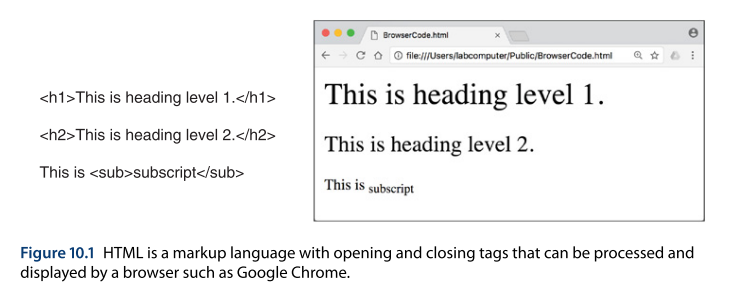 <h1>This is heading level 1.</h1>
<h2>This is heading level 2.</h2>
This is <sub>subscript</sub>
BrowserCode.html
file:///Users/labcomputer/Public/BrowserCode.html
This is heading level 1.
This is heading level 2.
This is subscript
Figure 10.1 HTML is a markup language with opening and closing tags that can be processed and
displayed by a browser such as Google Chrome.